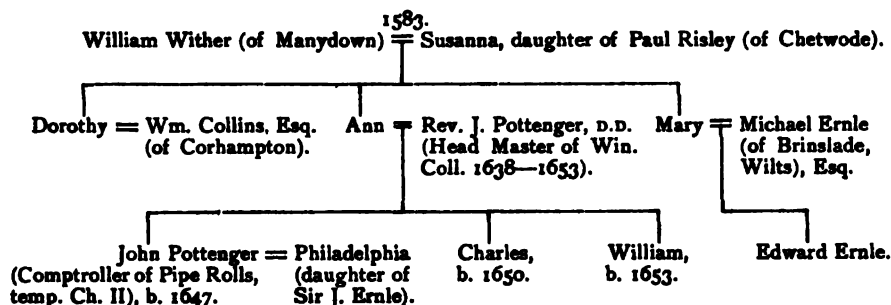 1583.
William Wither (of Manydown) = Susanna, daughter of Paul Risley (of Chetwode).
Dorothy = Wm. Collins, Esq. (of Corhampton).
Ann = Rev. J. Pottenger, D.D. (Head Master of Win. Coll. 1638—1653).
Mary = Michael Ernle (of Brinslade, Wilts), Esq.
John Pottenger (Comptroller of Pipe Rolls, temp. Ch. II), b. 1647. = Philadelphia (daughter of Sir J. Ernle).
Charles, b. 1650.
William, b. 1653.
Edward Ernle.